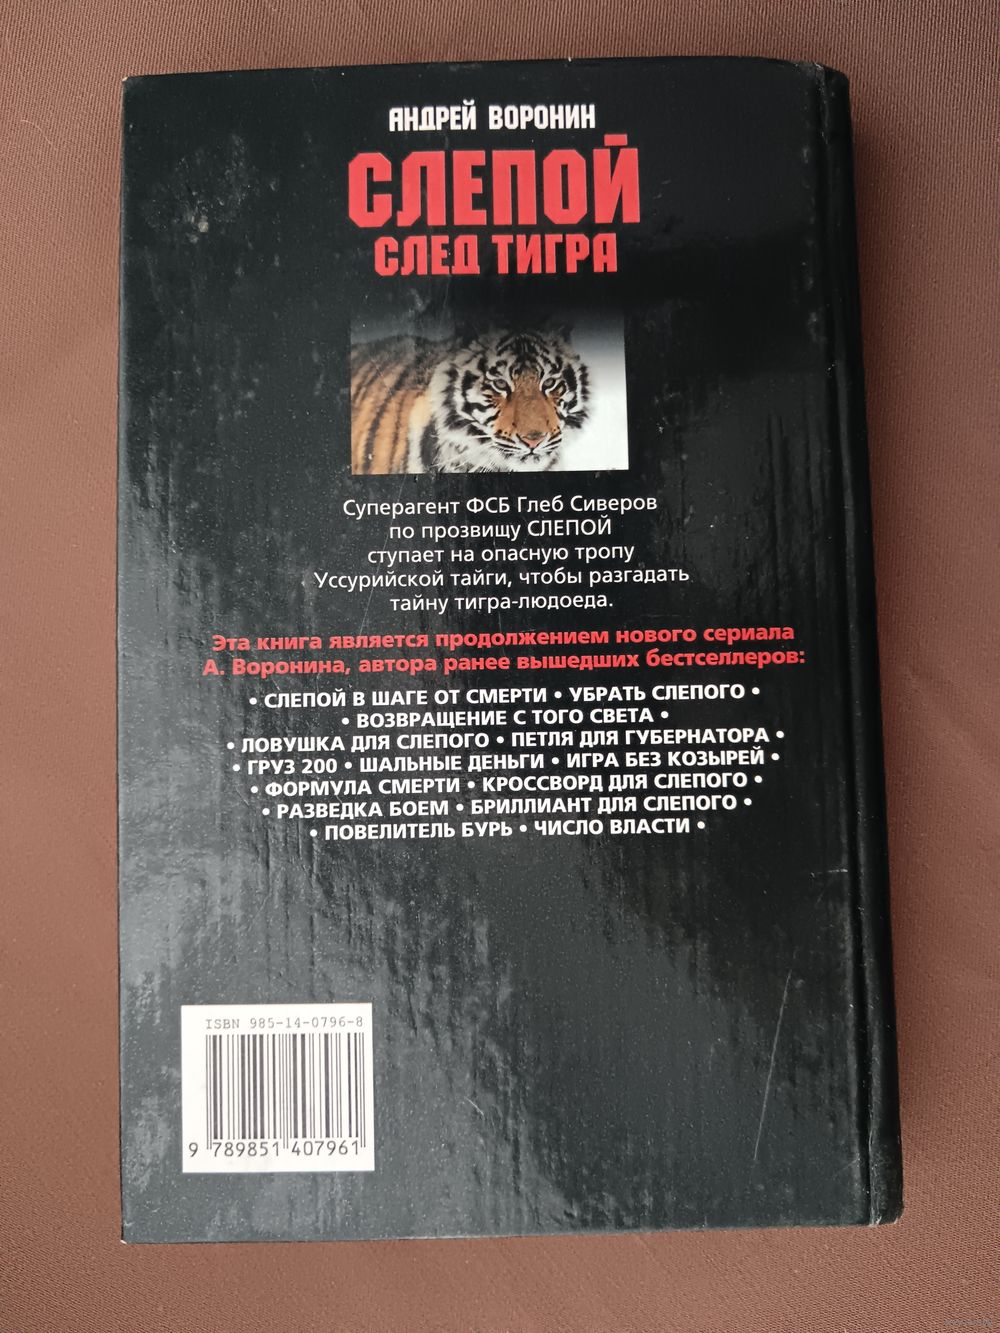 АНДРЕЙ ВОРОНИН
СЛЕПОЙ
СЛЕД ТИГРА
Суперагент ФСБ Глеб Сиверов
по прозвищу СЛЕПОЙ
ступает на опасную тропу
Уссурийской тайги, чтобы разгадать
тайну тигра-людоеда.
Эта книга является продолжением нового сериала
А. Воронина, автора ранее вышедших бестселлеров:
• СЛЕПОЙ В ШАГЕ ОТ СМЕРТИ • УБРАТЬ СЛЕПОГО •
• ВОЗВРАЩЕНИЕ С ТОГО СВЕТА •
• ЛОВУШКА ДЛЯ СЛЕПОГО • ПЕТЛЯ ДЛЯ ГУБЕРНАТОРА •
• ГРУЗ 200 • ШАЛЬНЫЕ ДЕНЬГИ • ИГРА БЕЗ КОЗЫРЕЙ •
• ФОРМУЛА СМЕРТИ • КРОССВОРД ДЛЯ СЛЕПОГО •
• РАЗВЕДКА БОЕМ • БРИЛЛИАНТ ДЛЯ СЛЕПОГО •
• ПОВЕЛИТЕЛЬ БУРЬ • ЧИСЛО ВЛАСТИ •
ISBN 985-14-0796-8
9 789851 407961